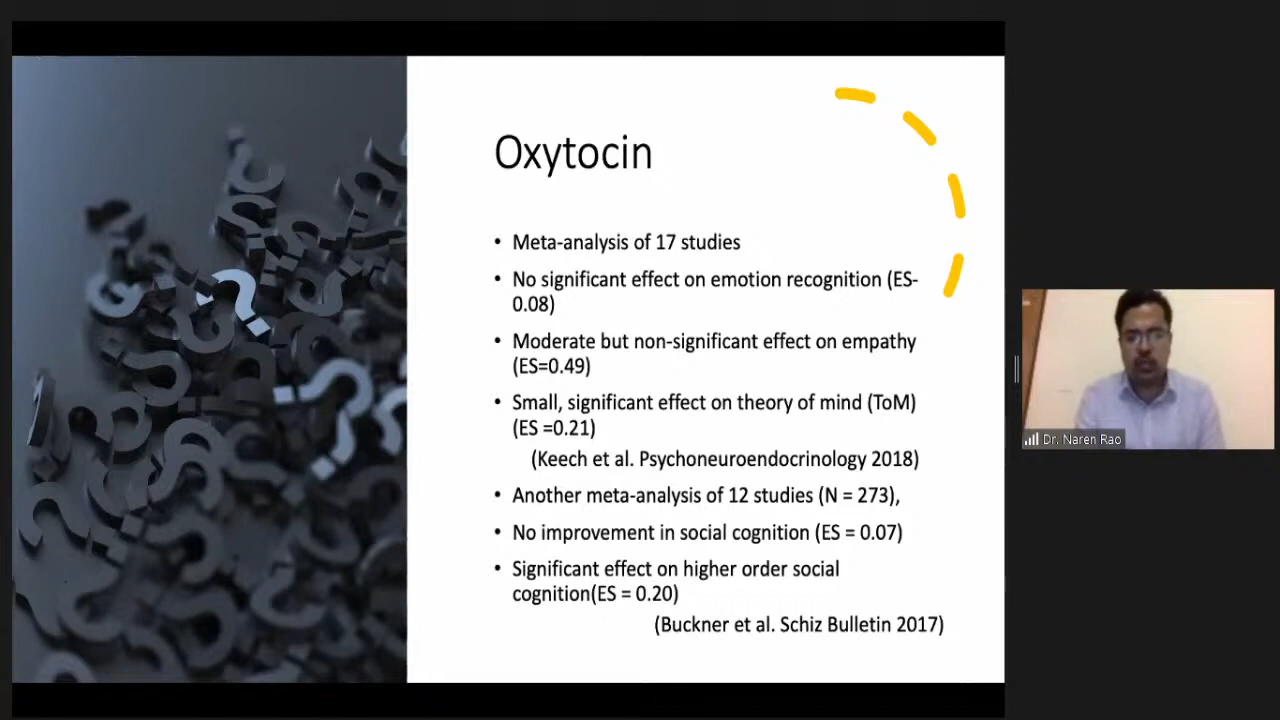 Oxytocin
• Meta-analysis of 17 studies
• No significant effect on emotion recognition (ES-
0.08)
• Moderate but non-significant effect on empathy
(ES=0.49)
• Small, significant effect on theory of mind (ToM)
(ES =0.21)
(Keech et al. Psychoneuroendocrinology 2018)
• Another meta-analysis of 12 studies (N = 273),
• No improvement in social cognition (ES = 0.07)
• Significant effect on higher order social
cognition(ES = 0.20)
(Buckner et al. Schiz Bulletin 2017)
Dr. Naren Rao